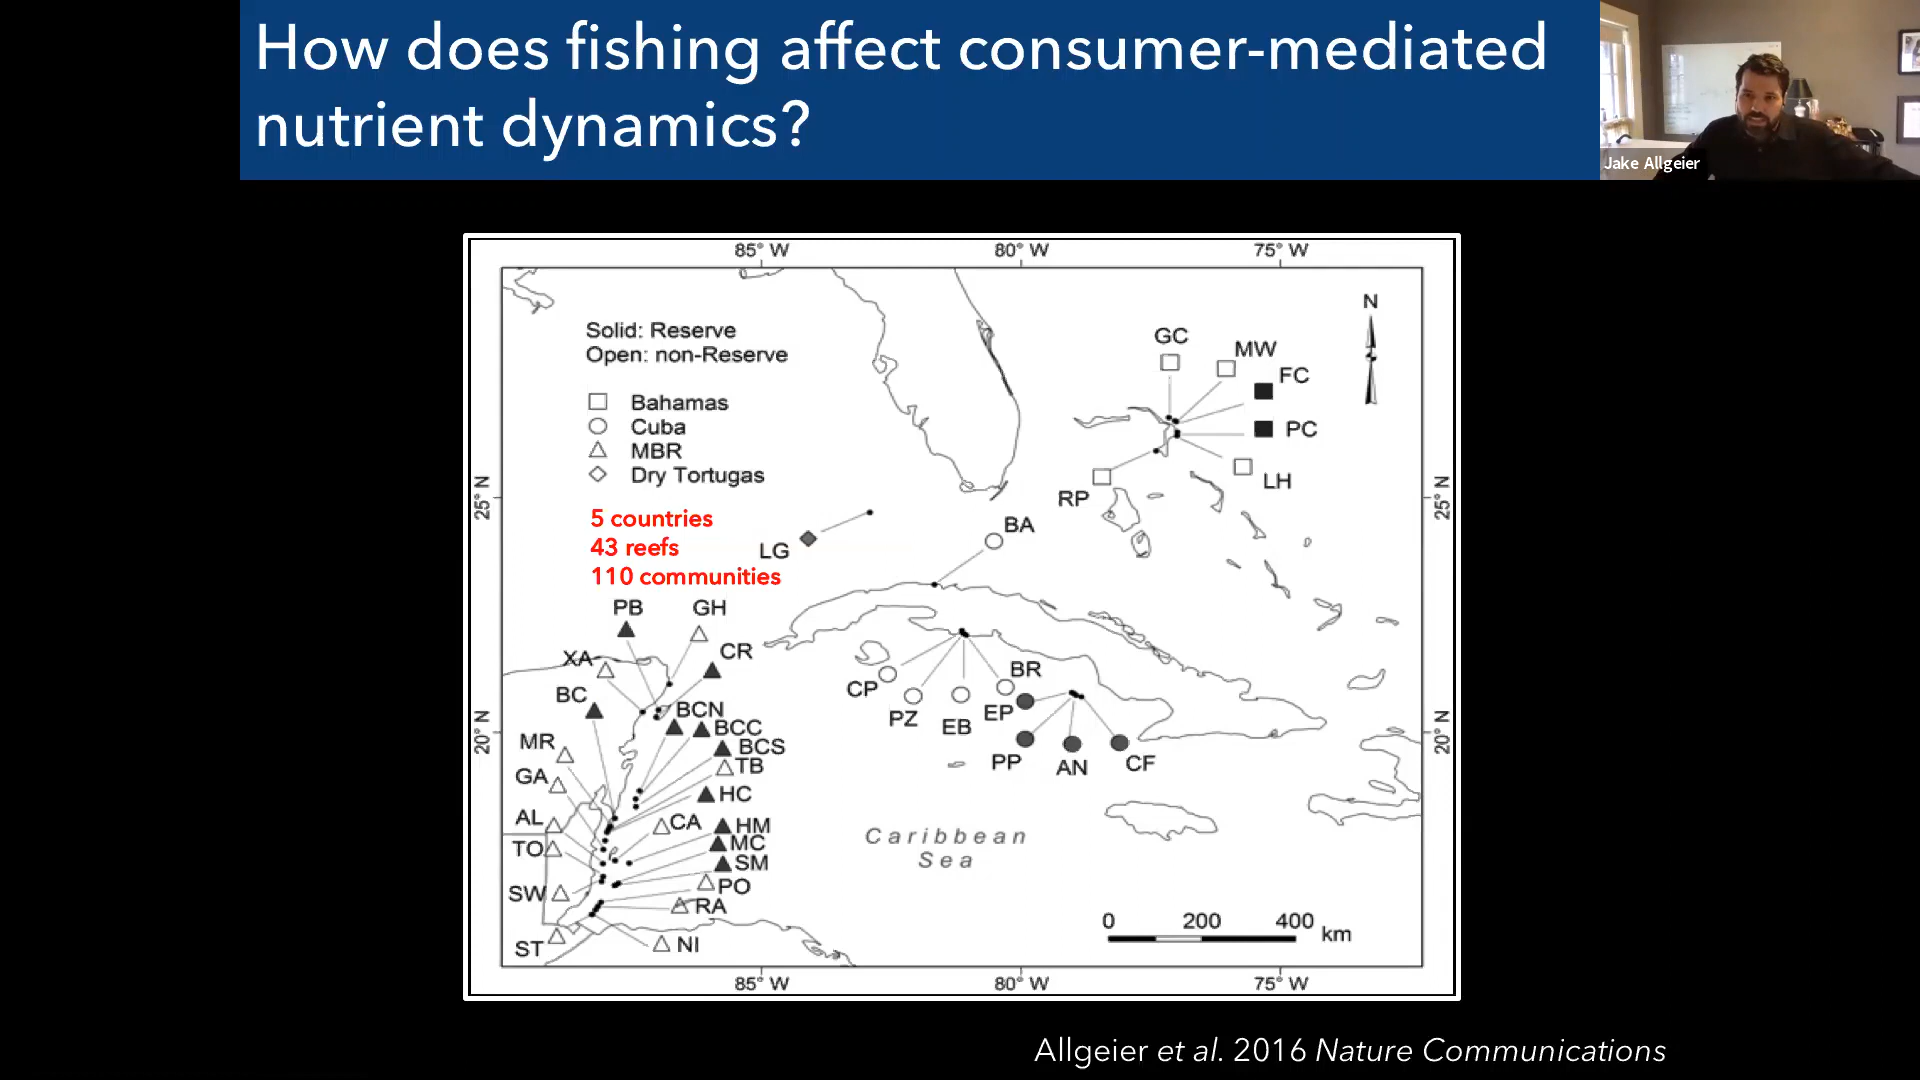 How does fishing affect consumer-mediated
nutrient dynamics?
Jake Allgeier
85° W 80° W 75° W
N
Solid: Reserve
Open: non-Reserve
Bahamas
Cuba
MBR
Dry Tortugas
5 countries
43 reefs
110 communities
GC
MW
FC
PC
LH
RP
25° N
25° N
BA
LG
PB
GH
XA
CR
BC
BCN
BCC
BCS
TB
MR
GA
HC
AL
CA
HM
TO
MC
SM
SW
PO
RA
ST
NI
CP
PZ
EB
BR
EP
PP
AN
CF
20° N
20° N
Caribbean
Sea
0 200 400 km
85° W 80° W 75° W
Allgeier et al. 2016 Nature Communications